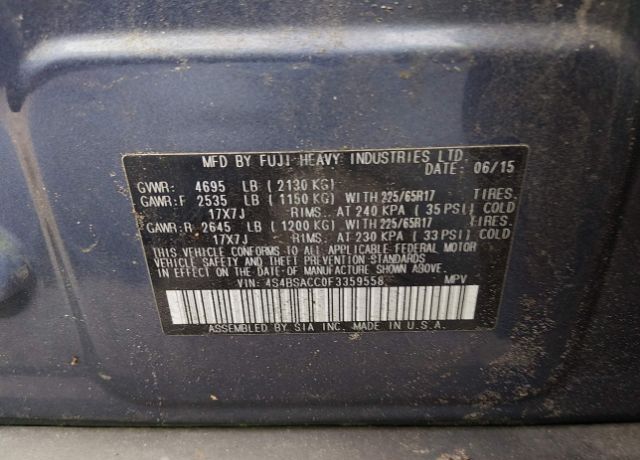 MFD BY FUJI HEAVY INDUSTRIES LTD.
DATE: 06/15
GVWR: 4695 LB ( 2130 KG)
GAWR:F 2535 LB ( 1150 KG) WITH 225/65R17 TIRES.
17X7J RIMS. AT 240 KPA ( 35 PSI) COLD
GAWR:R 2645 LB ( 1200 KG) WITH 225/65R17 TIRES.
17X7J RIMS. AT 230 KPA ( 33 PSI) COLD
THIS VEHICLE CONFORMS TO ALL APPLICABLE FEDERAL MOTOR
VEHICLE SAFETY AND THEFT PREVENTION STANDARDS
IN EFFECT ON THE DATE OF MANUFACTURE SHOWN ABOVE.
VIN: 4S4BSACC0F3359558 MPV
ASSEMBLED BY SIA INC. MADE IN U.S.A.